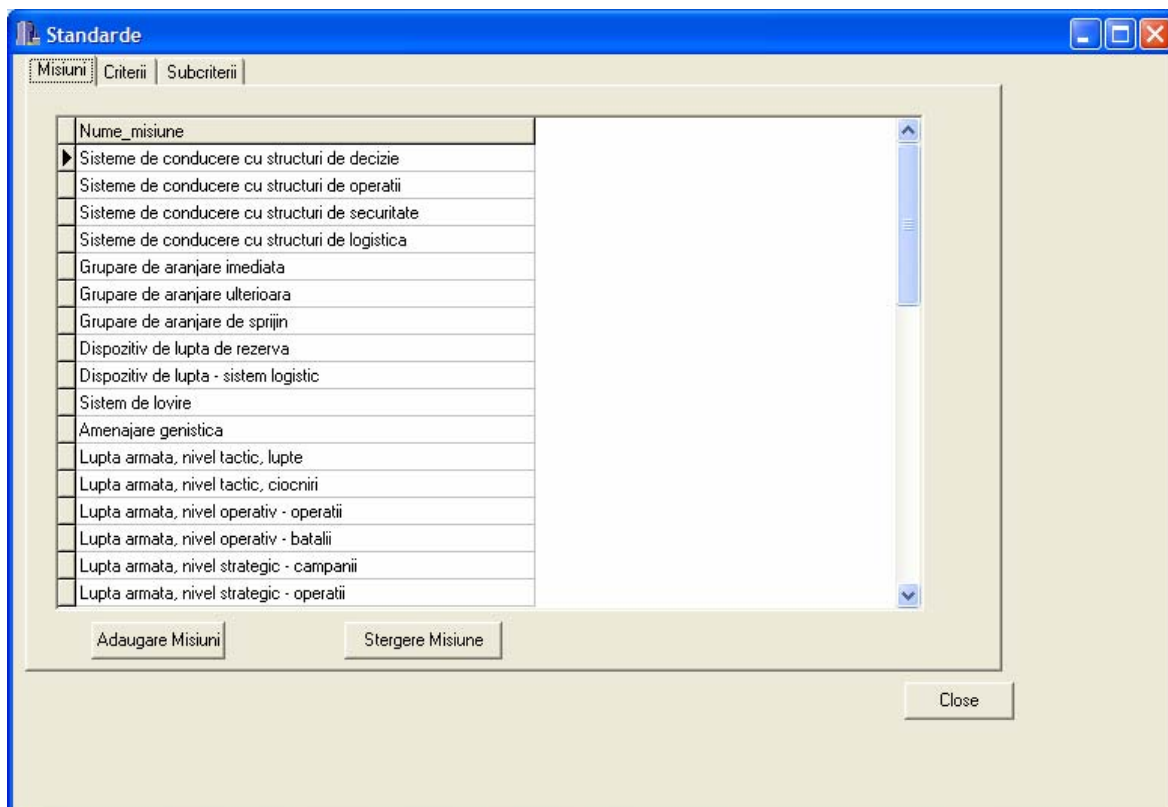 Standarde
Misiuni Criterii Subcriterii
Nume_misiune
Sisteme de conducere cu structuri de decizie
Sisteme de conducere cu structuri de operatii
Sisteme de conducere cu structuri de securitate
Sisteme de conducere cu structuri de logistica
Grupare de aranjare imediata
Grupare de aranjare ulterioara
Grupare de aranjare de sprijin
Dispozitiv de lupta de rezerva
Dispozitiv de lupta - sistem logistic
Sistem de lovire
Amenajare genistica
Lupta armata, nivel tactic, lupte
Lupta armata, nivel tactic, ciocniri
Lupta armata, nivel operativ - operatii
Lupta armata, nivel operativ - batalii
Lupta armata, nivel strategic - campanii
Lupta armata, nivel strategic - operatii
Adaugare Misiuni Stergere Misiune
Close